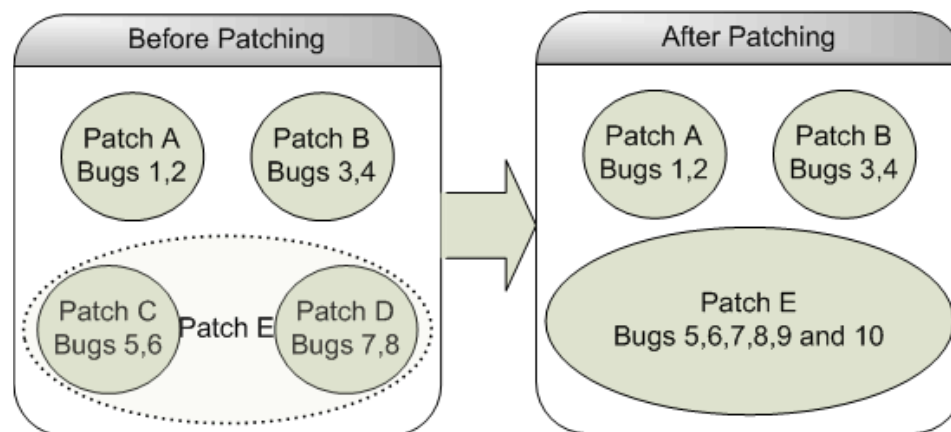 Before Patching
Patch A
Bugs 1,2
Patch B
Bugs 3,4
Patch C
Bugs 5,6
Patch E
Patch D
Bugs 7,8
After Patching
Patch A
Bugs 1,2
Patch B
Bugs 3,4
Patch E
Bugs 5,6,7,8,9 and 10